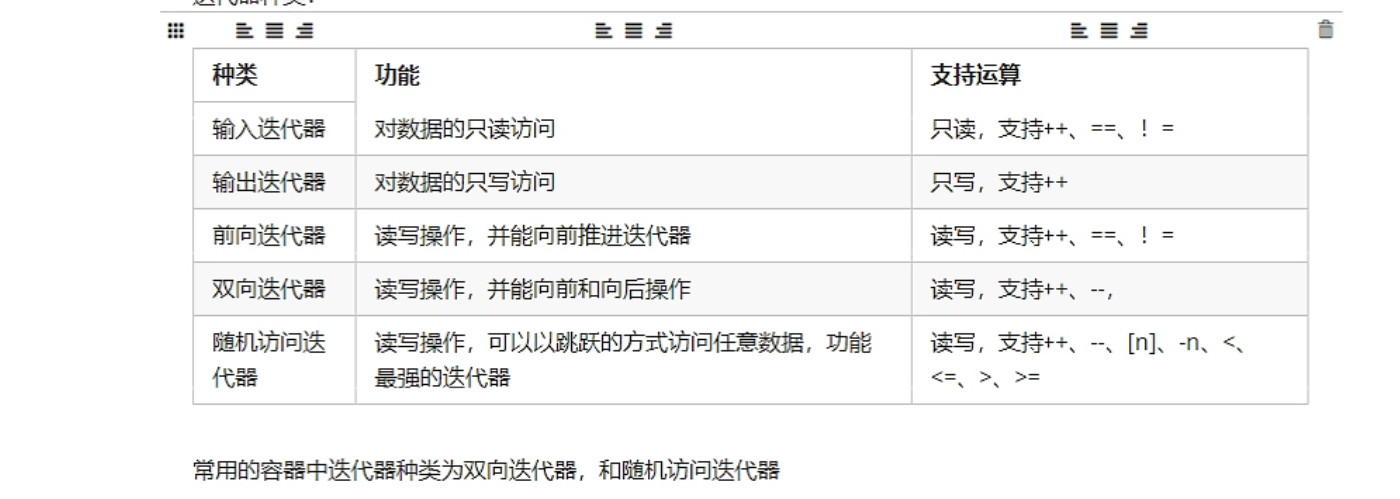 迭代器种类：
种类 功能 支持运算
输入迭代器 对数据的只读访问 只读，支持++、==、！=
输出迭代器 对数据的只写访问 只写，支持++
前向迭代器 读写操作，并能向前推进迭代器 读写，支持++、==、！=
双向迭代器 读写操作，并能向前和向后操作 读写，支持++、--，
随机访问迭 读写操作，可以以跳跃的方式访问任意数据，功能 读写，支持++、--、[n]、-n、<、
代器 最强的迭代器 <=、>、>=
常用的容器中迭代器种类为双向迭代器，和随机访问迭代器